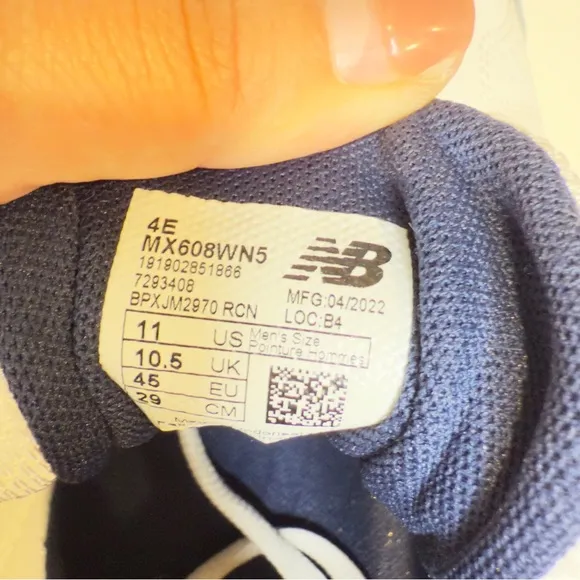 4E
MX608WN5
191902851866
7293408
BPXJM2970 RCN
NB
MFG:04/2022
LOC:B4
11 US Men's Size
Pointure Hommes
10.5 UK
45 EU
29 CM